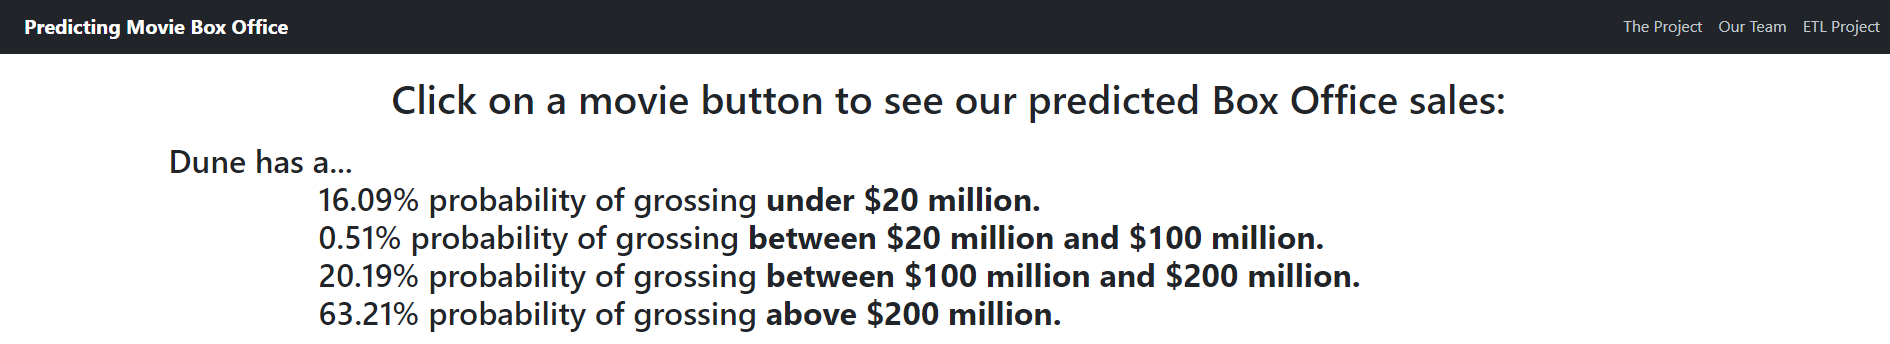 Predicting Movie Box Office
The Project Our Team ETL Project
Click on a movie button to see our predicted Box Office sales:
Dune has a...
16.09% probability of grossing under $20 million.
0.51% probability of grossing between $20 million and $100 million.
20.19% probability of grossing between $100 million and $200 million.
63.21% probability of grossing above $200 million.